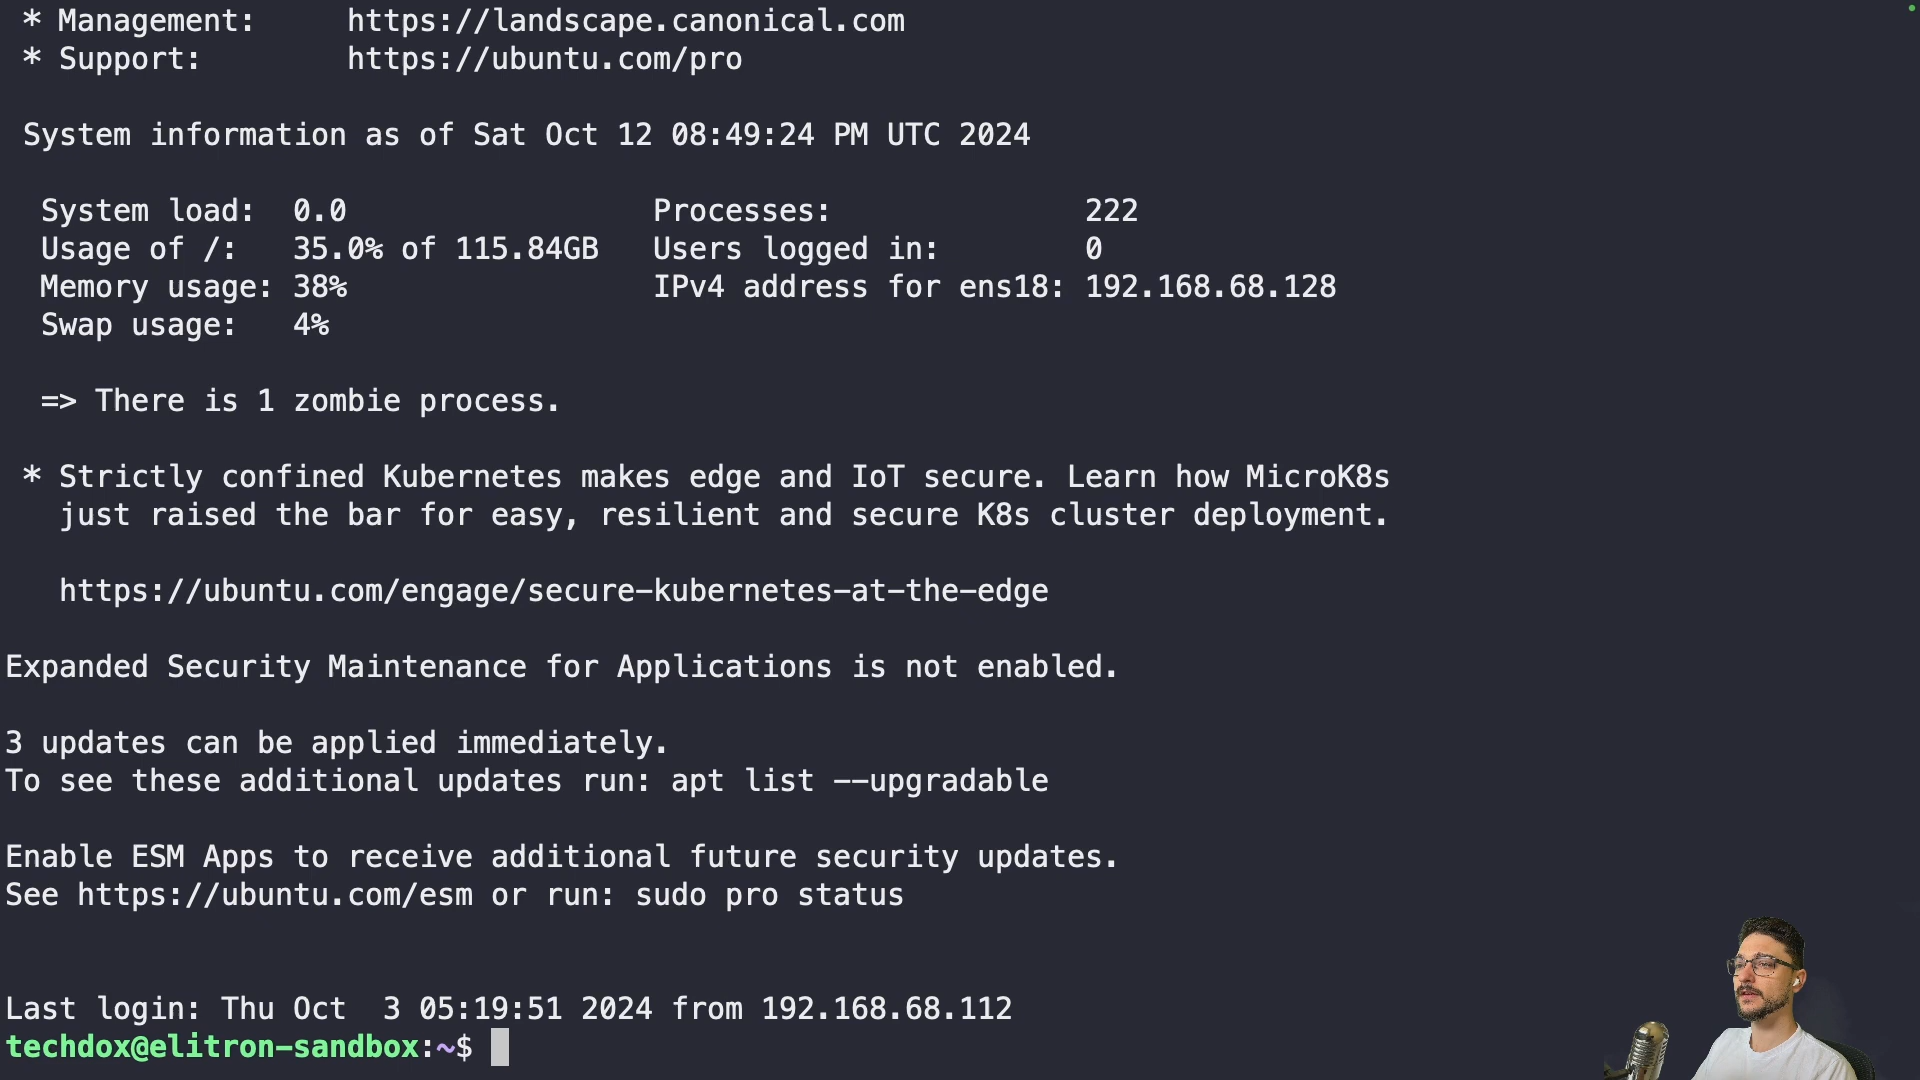 * Management:     https://landscape.canonical.com
* Support:        https://ubuntu.com/pro
System information as of Sat Oct 12 08:49:24 PM UTC 2024
System load:  0.0                 Processes:              222
Usage of /:   35.0% of 115.84GB   Users logged in:        0
Memory usage: 38%                 IPv4 address for ens18: 192.168.68.128
Swap usage:   4%
=> There is 1 zombie process.
* Strictly confined Kubernetes makes edge and IoT secure. Learn how MicroK8s
just raised the bar for easy, resilient and secure K8s cluster deployment.
https://ubuntu.com/engage/secure-kubernetes-at-the-edge
Expanded Security Maintenance for Applications is not enabled.
3 updates can be applied immediately.
To see these additional updates run: apt list --upgradable
Enable ESM Apps to receive additional future security updates.
See https://ubuntu.com/esm or run: sudo pro status
Last login: Thu Oct  3 05:19:51 2024 from 192.168.68.112
techdox@elitron-sandbox:~$